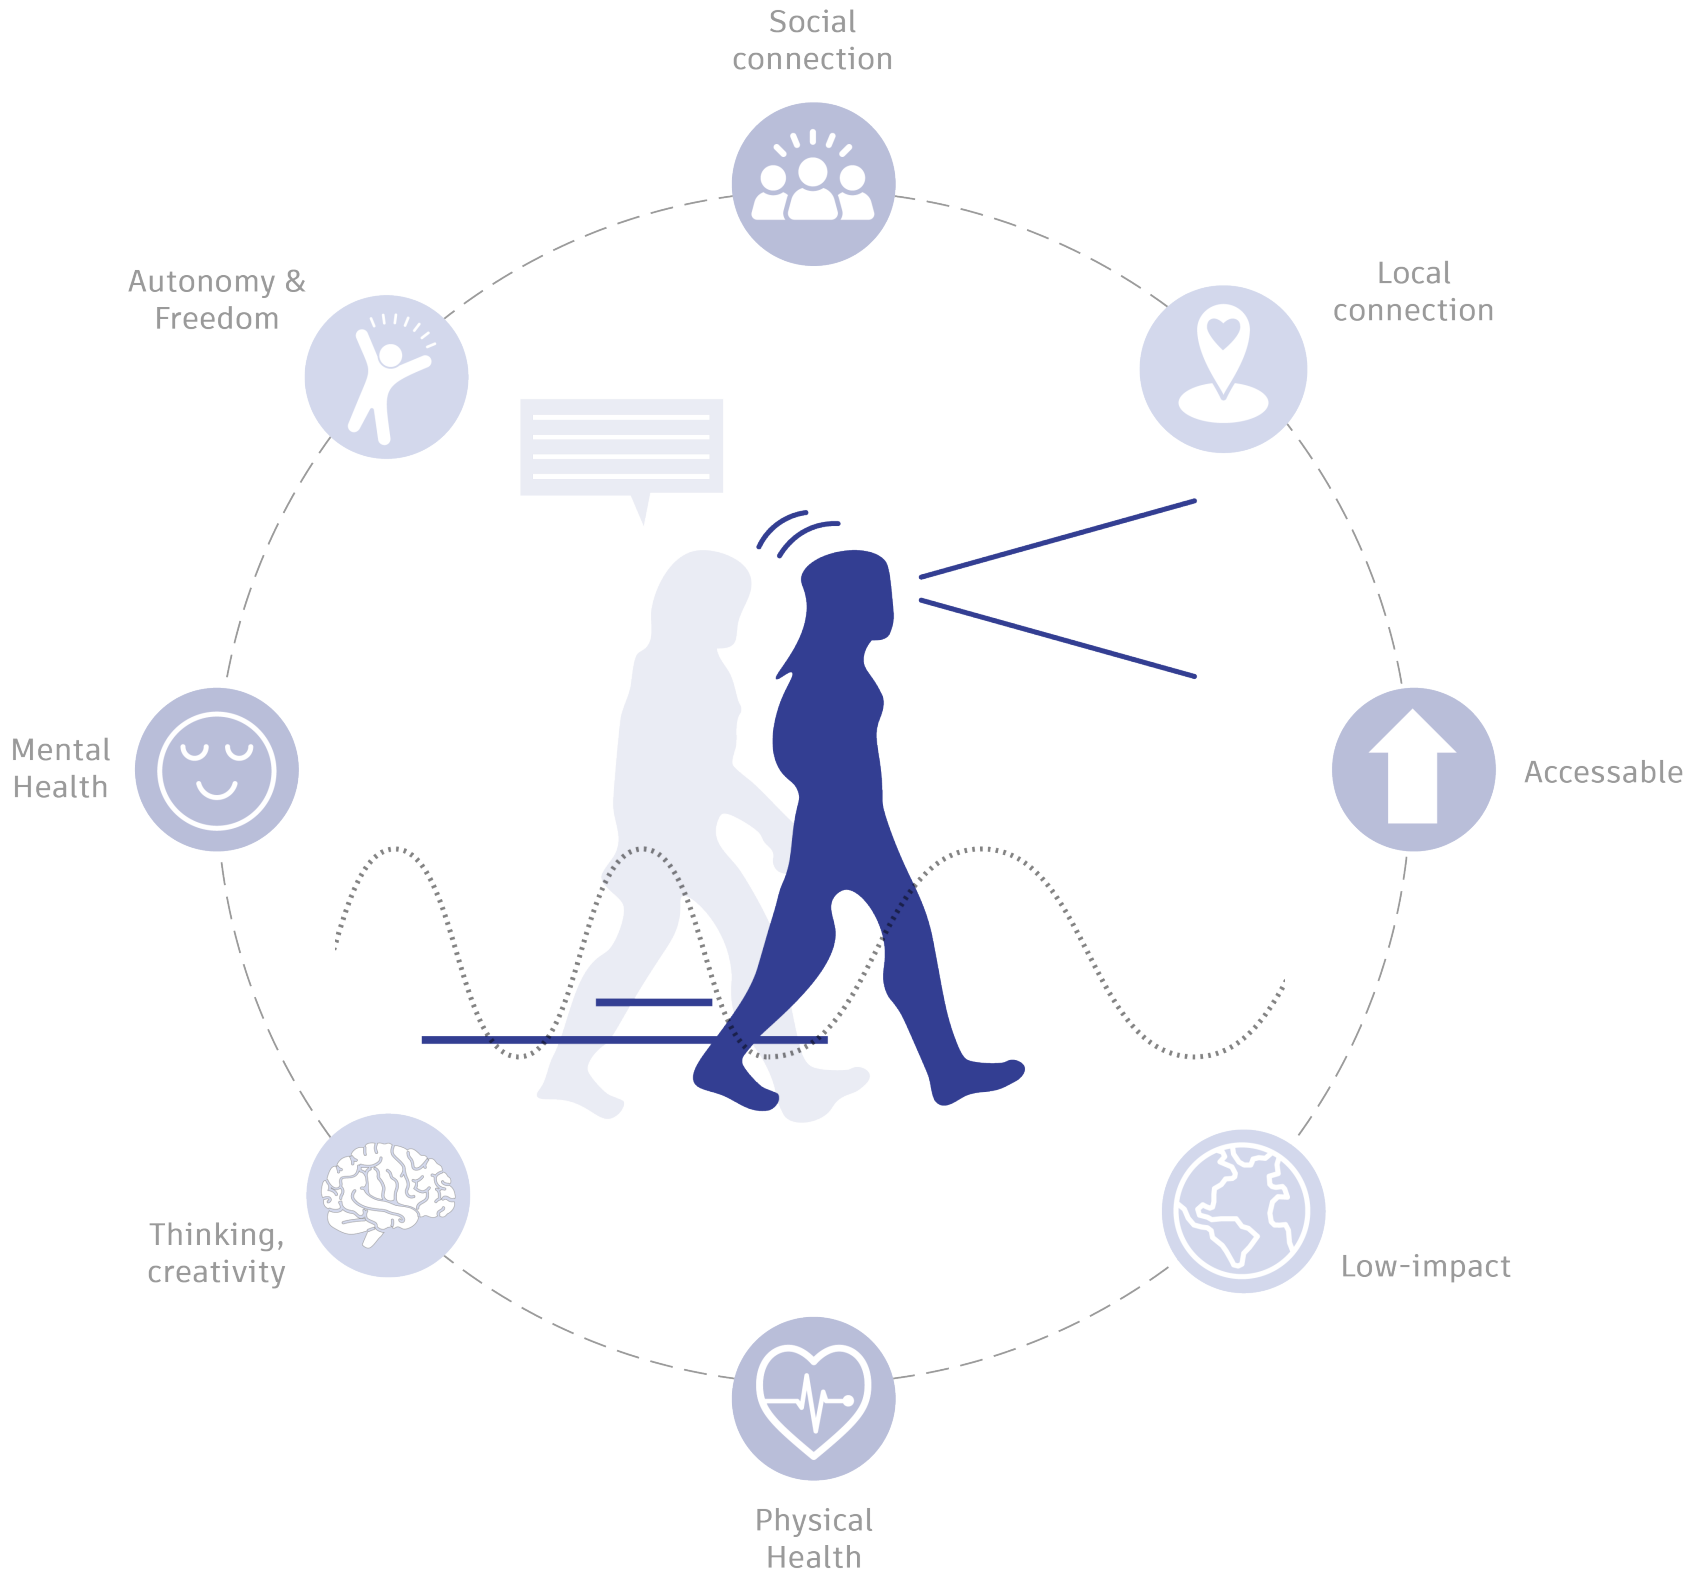 Social
connection
Local
connection
Autonomy &
Freedom
Mental
Health
Accessable
Thinking,
creativity
Low-impact
Physical
Health